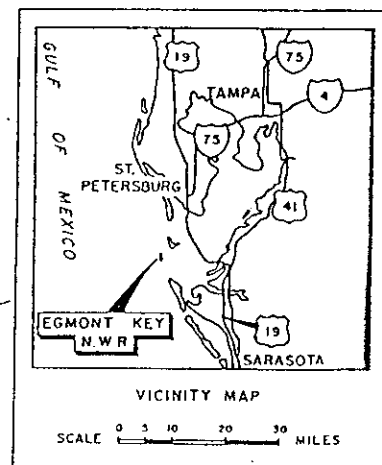 GULF OF MEXICO
19
75
TAMPA
4
75
ST.
PETERSBURG
41
EGMONT KEY
N.W.R
19
SARASOTA
VICINITY MAP
SCALE 0 5 10 20 30 MILES